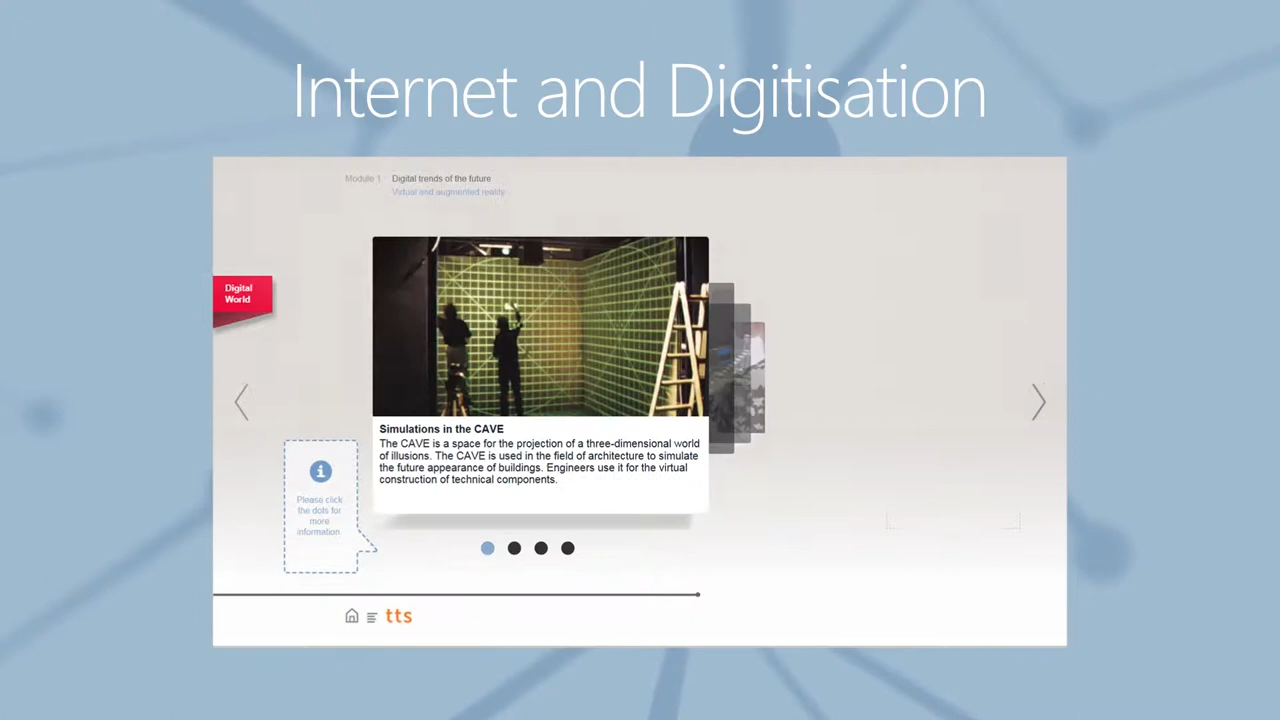 Internet and Digitisation
Module 1 Digital trends of the future
Virtual and augmented reality
Digital
World
Simulations in the CAVE
The CAVE is a space for the projection of a three-dimensional world
of illusions. The CAVE is used in the field of architecture to simulate
the future appearance of buildings. Engineers use it for the virtual
construction of technical components.
i
Please click
the dots for
more
information.
tts